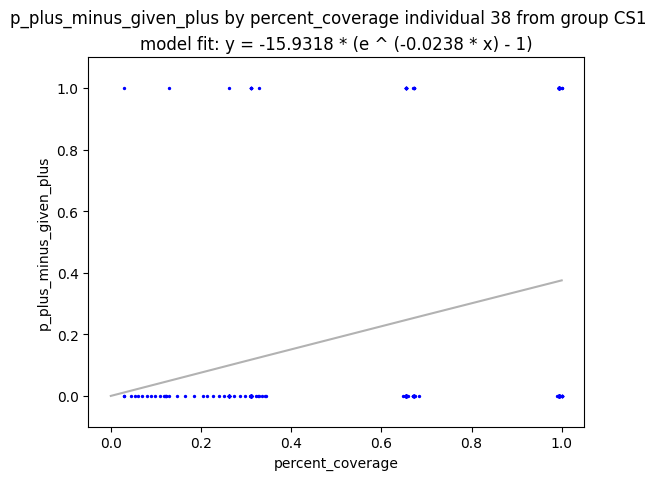 p_plus_minus_given_plus by percent_coverage individual 38 from group CS1
model fit: y = -15.9318 * (e ^ (-0.0238 * x) - 1)
1.0
0.8
0.6
0.4
0.2
0.0
p_plus_minus_given_plus
0.0 0.2 0.4 0.6 0.8 1.0
percent_coverage